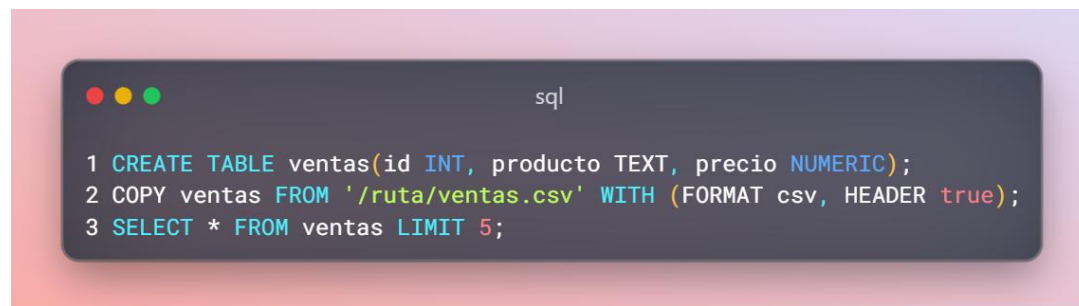 sql
1 CREATE TABLE ventas(id INT, producto TEXT, precio NUMERIC);
2 COPY ventas FROM '/ruta/ventas.csv' WITH (FORMAT csv, HEADER true);
3 SELECT * FROM ventas LIMIT 5;